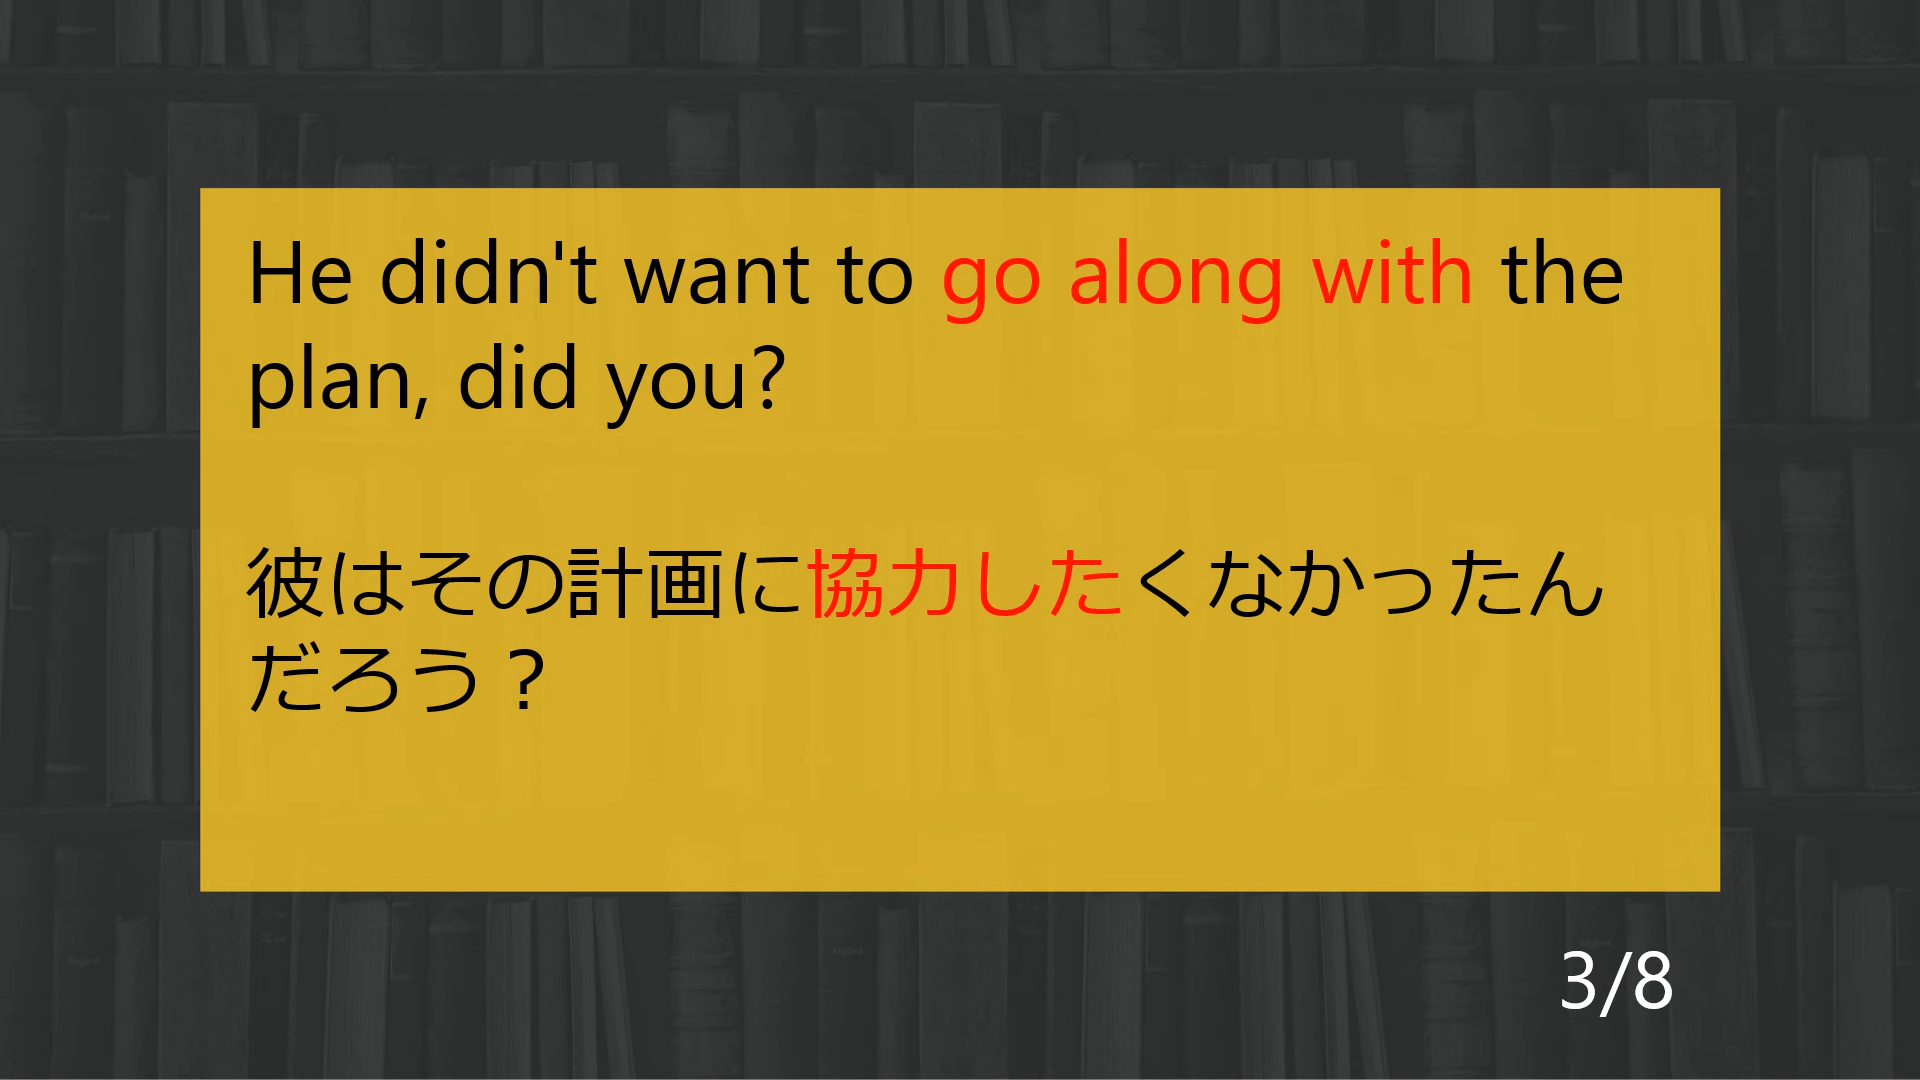 He didn't want to go along with the
plan, did you?
彼はその計画に協力したくなかったん
だろう？
3/8